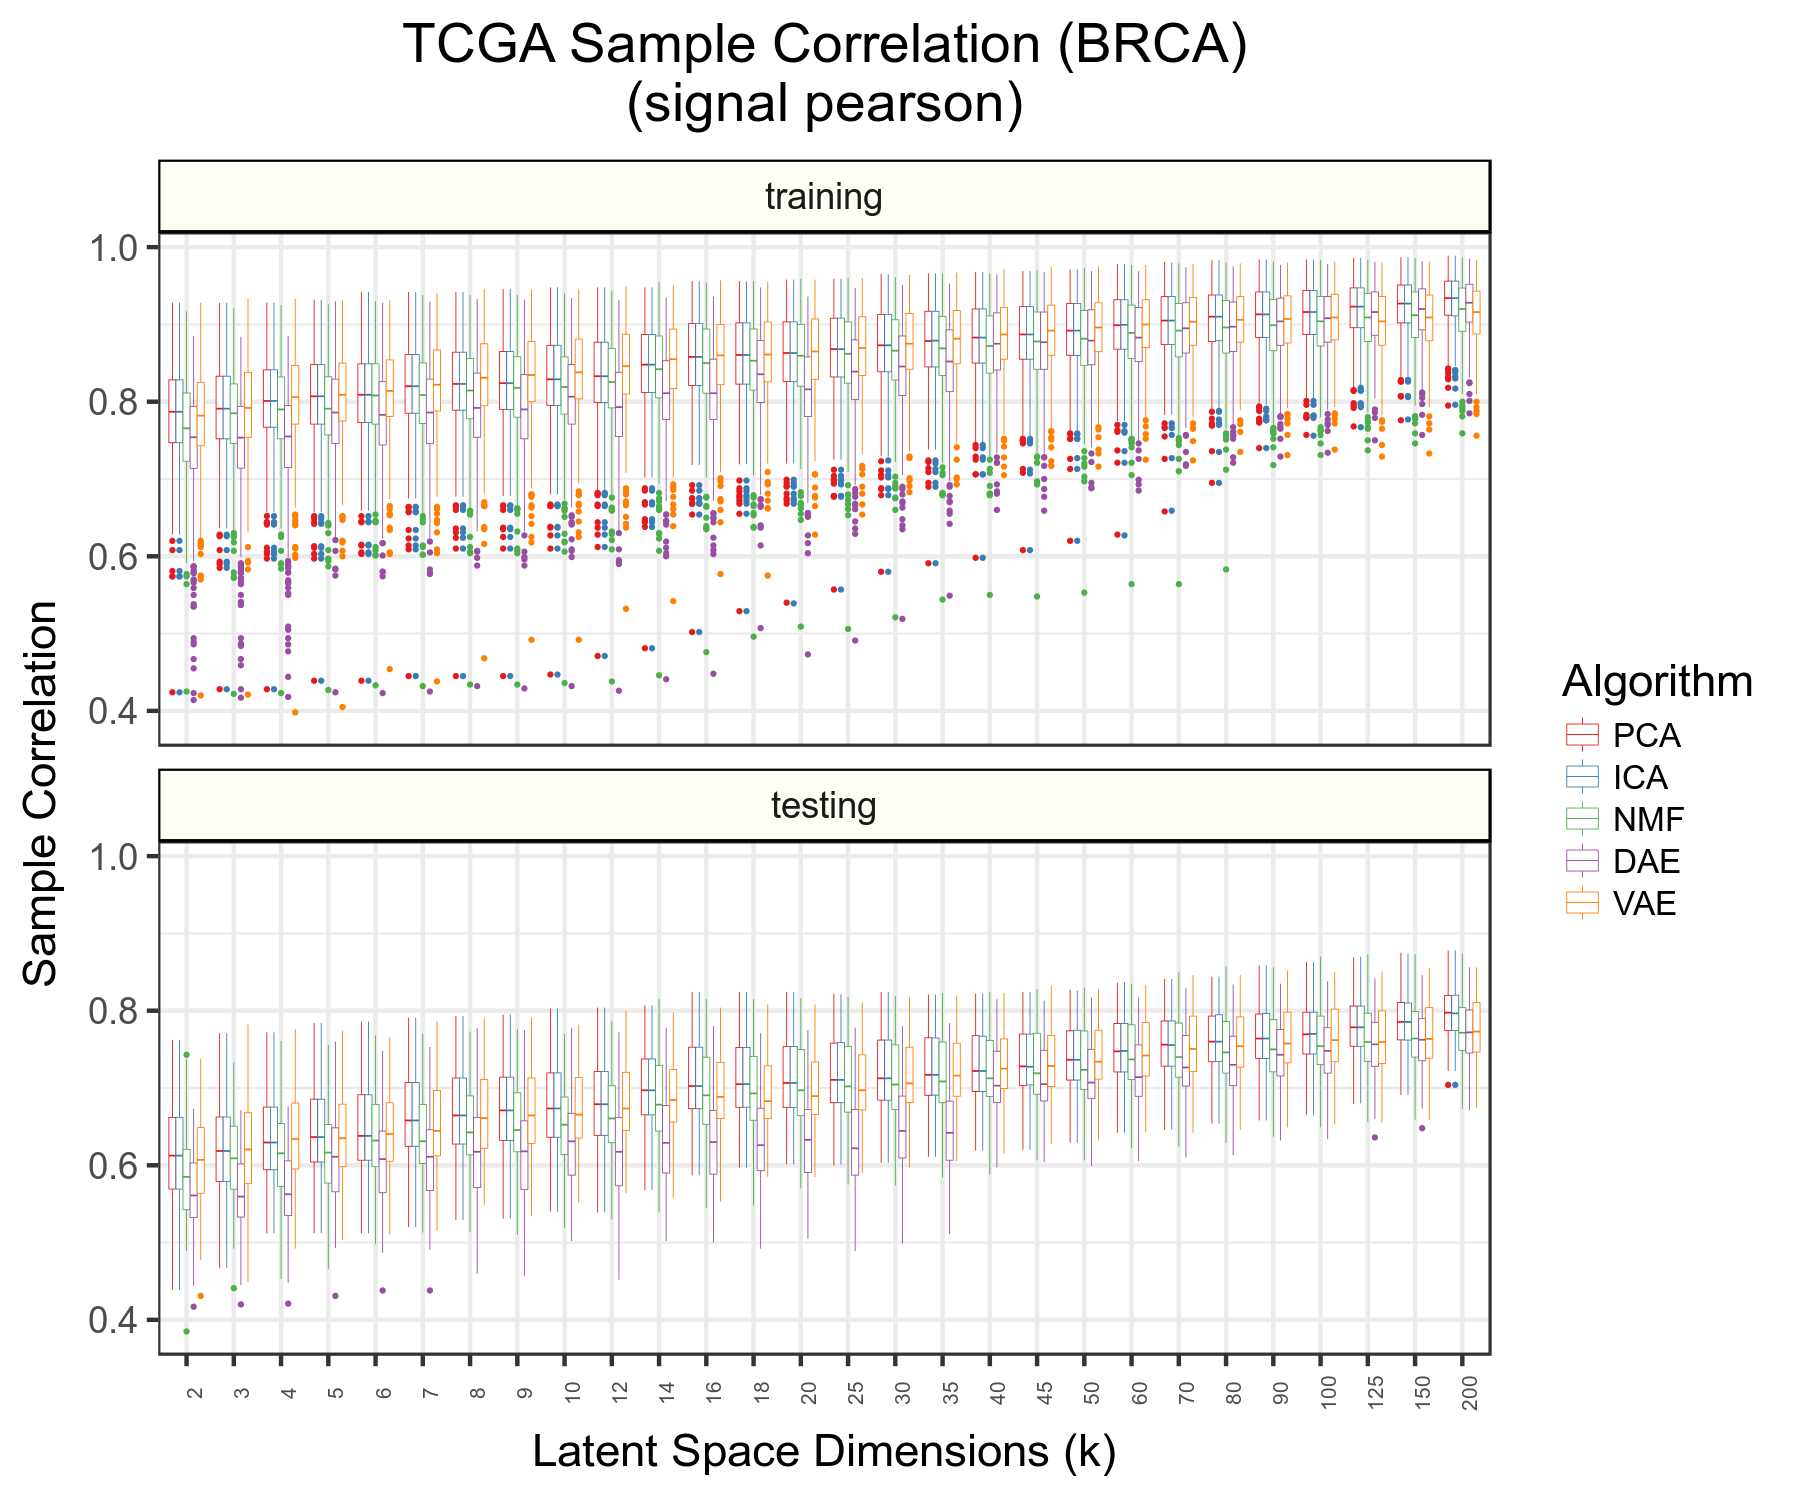 TCGA Sample Correlation (BRCA)
(signal pearson)
training
1.0
0.8
0.6
0.4
testing
1.0
0.8
0.6
0.4
Sample Correlation
2 3 4 5 6 7 8 9 10 12 14 16 18 20 25 30 35 40 45 50 60 70 80 90 100 125 150 200
Latent Space Dimensions (k)
Algorithm
PCA
ICA
NMF
DAE
VAE